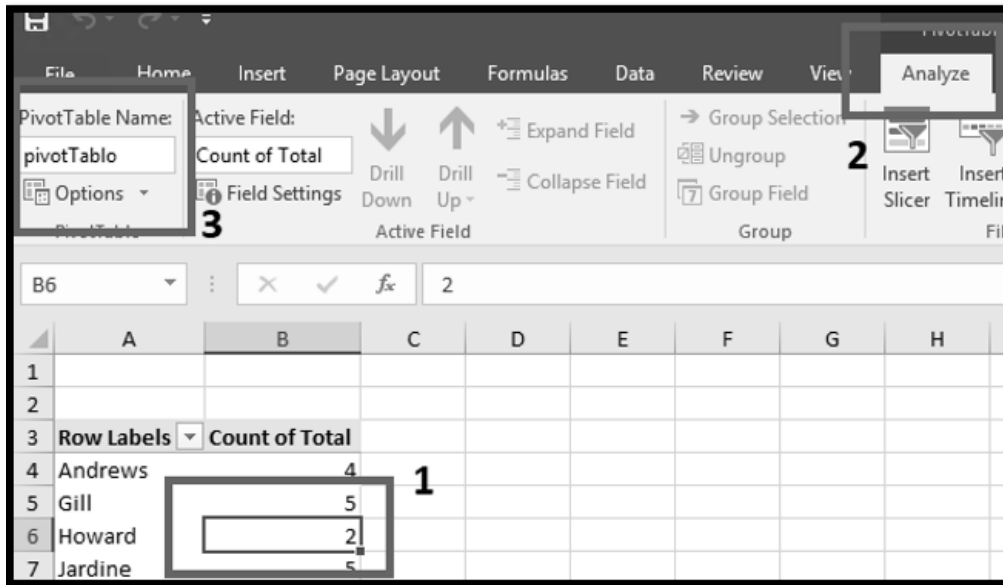 File Home Insert Page Layout Formulas Data Review View Analyze
PivotTable Name: Active Field:
pivotTablo Count of Total
Options Field Settings
Drill Down Drill Up
Expand Field
Collapse Field
Active Field
Group Selection
Ungroup
7 Group Field
Group
Insert Slicer
Insert
2
3
B6 fx 2
A B C D E F G H
1
2
3 Row Labels Count of Total
4 Andrews 4
1
5 Gill 5
6 Howard 2
7 Jardine 5